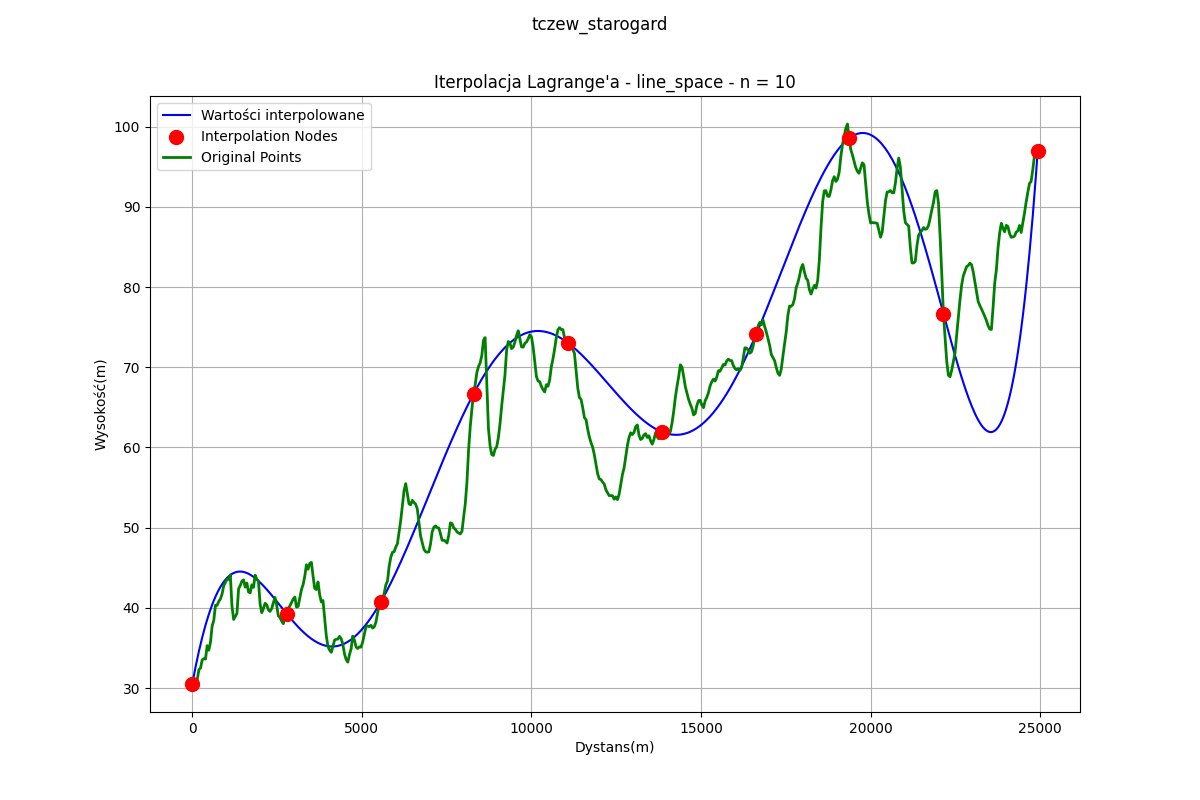 tczew_starogard
Iterpolacja Lagrange'a - line_space - n = 10
Wartości interpolowane
Interpolation Nodes
Original Points
100
90
80
70
60
50
40
30
Wysokość(m)
0
5000
10000
15000
20000
25000
Dystans(m)